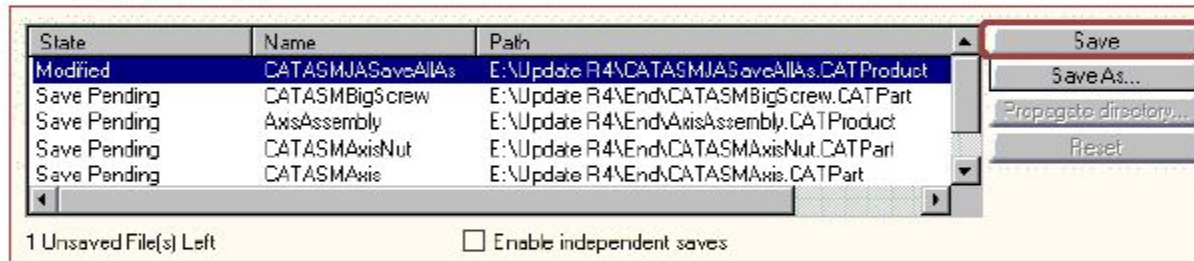 State Name Path
Modified CATASMJASaveAllAs E:\Update R4\CATASMJASaveAllAs.CATProduct
Save Pending CATASMBigScrew E:\Update R4\End\CATASMBigScrew.CATPart
Save Pending AxisAssembly E:\Update R4\End\AxisAssembly.CATProduct
Save Pending CATASMAxisNut E:\Update R4\End\CATASMAxisNut.CATPart
Save Pending CATASMAxis E:\Update R4\End\CATASMAxis.CATPart
Save
Save As...
Propagate directory...
Reset
1 Unsaved File(s) Left Enable independent saves